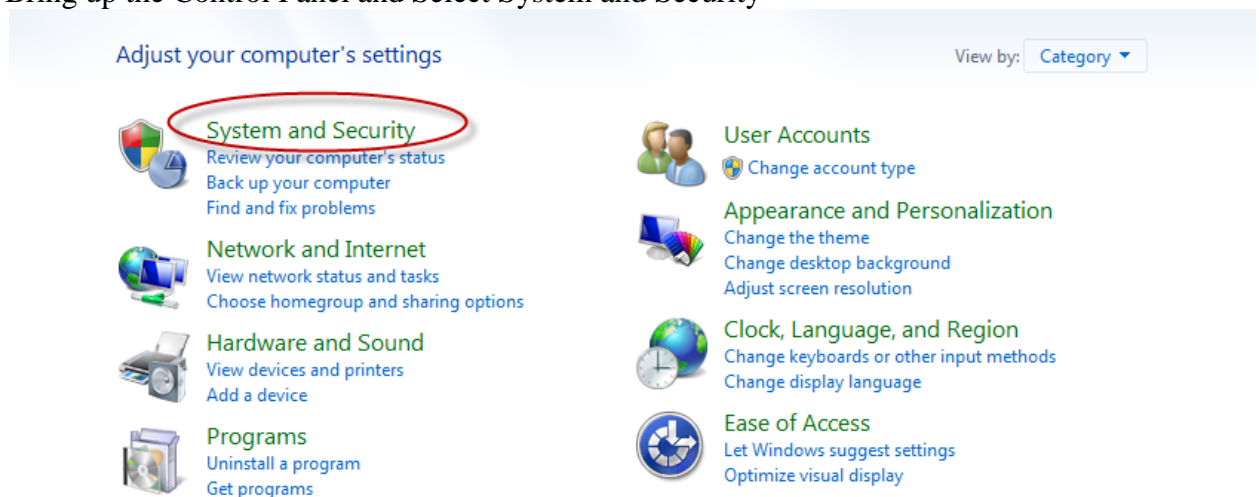 Bring up the Control Panel and Select System and Security
Adjust your computer's settings
View by: Category
System and Security
Review your computer's status
Back up your computer
Find and fix problems
Network and Internet
View network status and tasks
Choose homegroup and sharing options
Hardware and Sound
View devices and printers
Add a device
Programs
Uninstall a program
Get programs
User Accounts
Change account type
Appearance and Personalization
Change the theme
Change desktop background
Adjust screen resolution
Clock, Language, and Region
Change keyboards or other input methods
Change display language
Ease of Access
Let Windows suggest settings
Optimize visual display